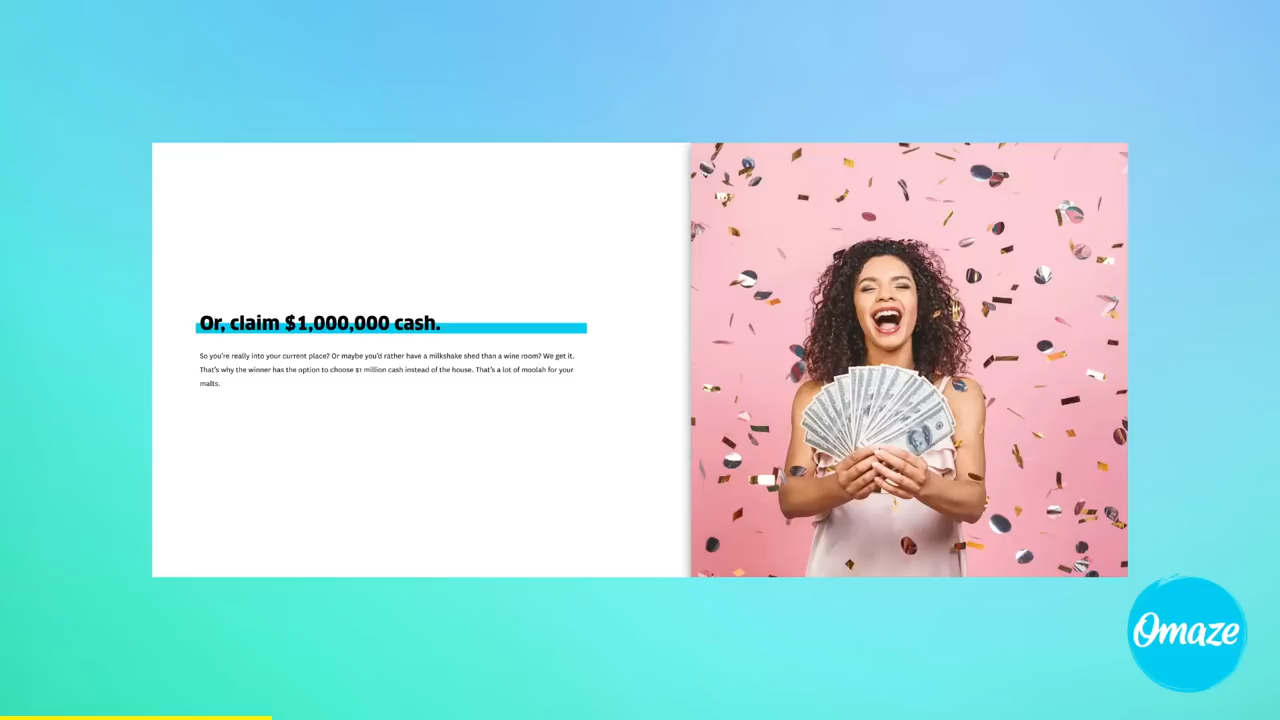 Or, claim $1,000,000 cash.
So you're really into your current place? Or maybe you'd rather have a milkshake shed than a wine room? We get it.
That's why the winner has the option to choose $1 million cash instead of the house. That's a lot of moolah for your
malts.
Omaze